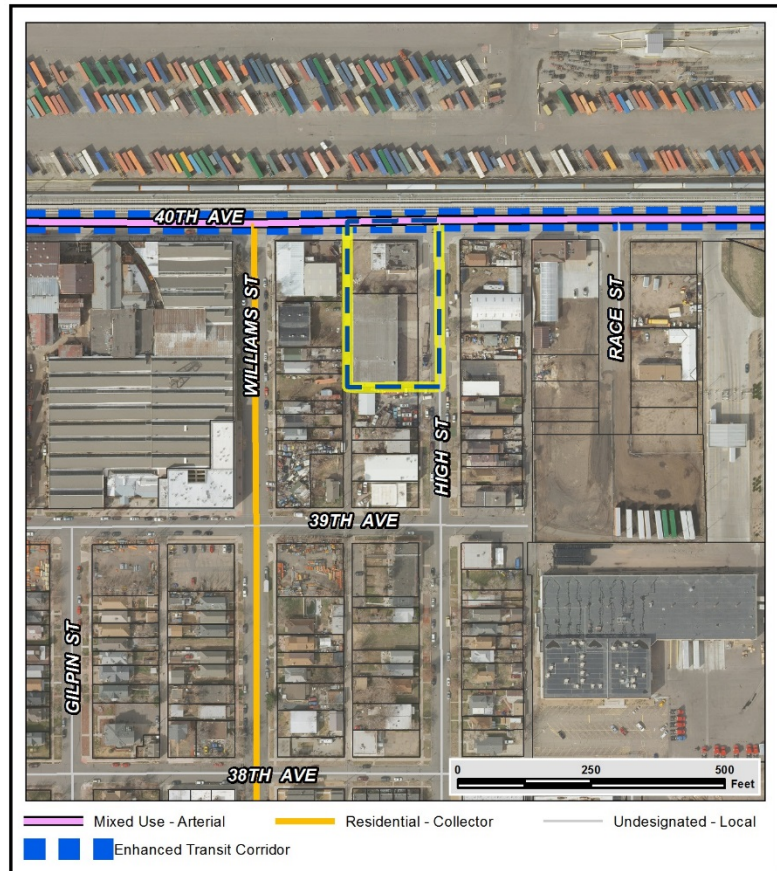 40TH AVE
WILLIAMS ST
RACE ST
HIGH ST
39TH AVE
GILPIN ST
38TH AVE
0 250 500
Feet
Mixed Use - Arterial
Residential - Collector
Undesignated - Local
Enhanced Transit Corridor